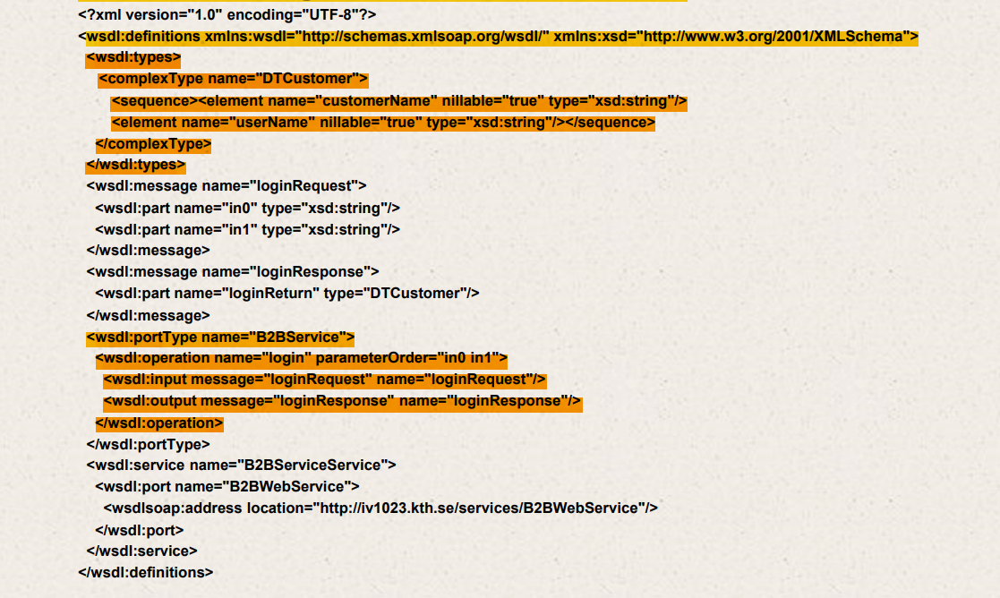 <?xml version="1.0" encoding="UTF-8"?>
<wsdl:definitions xmlns:wsdl="http://schemas.xmlsoap.org/wsdl/" xmlns:xsd="http://www.w3.org/2001/XMLSchema">
<wsdl:types>
<complexType name="DTCustomer">
<sequence><element name="customerName" nillable="true" type="xsd:string"/>
<element name="userName" nillable="true" type="xsd:string"/></sequence>
</complexType>
</wsdl:types>
<wsdl:message name="loginRequest">
<wsdl:part name="in0" type="xsd:string"/>
<wsdl:part name="in1" type="xsd:string"/>
</wsdl:message>
<wsdl:message name="loginResponse">
<wsdl:part name="loginReturn" type="DTCustomer"/>
</wsdl:message>
<wsdl:portType name="B2BService">
<wsdl:operation name="login" parameterOrder="in0 in1">
<wsdl:input message="loginRequest" name="loginRequest"/>
<wsdl:output message="loginResponse" name="loginResponse"/>
</wsdl:operation>
</wsdl:portType>
<wsdl:service name="B2BServiceService">
<wsdl:port name="B2BWebService">
<wsdlsoap:address location="http://iv1023.kth.se/services/B2BWebService"/>
</wsdl:port>
</wsdl:service>
</wsdl:definitions>